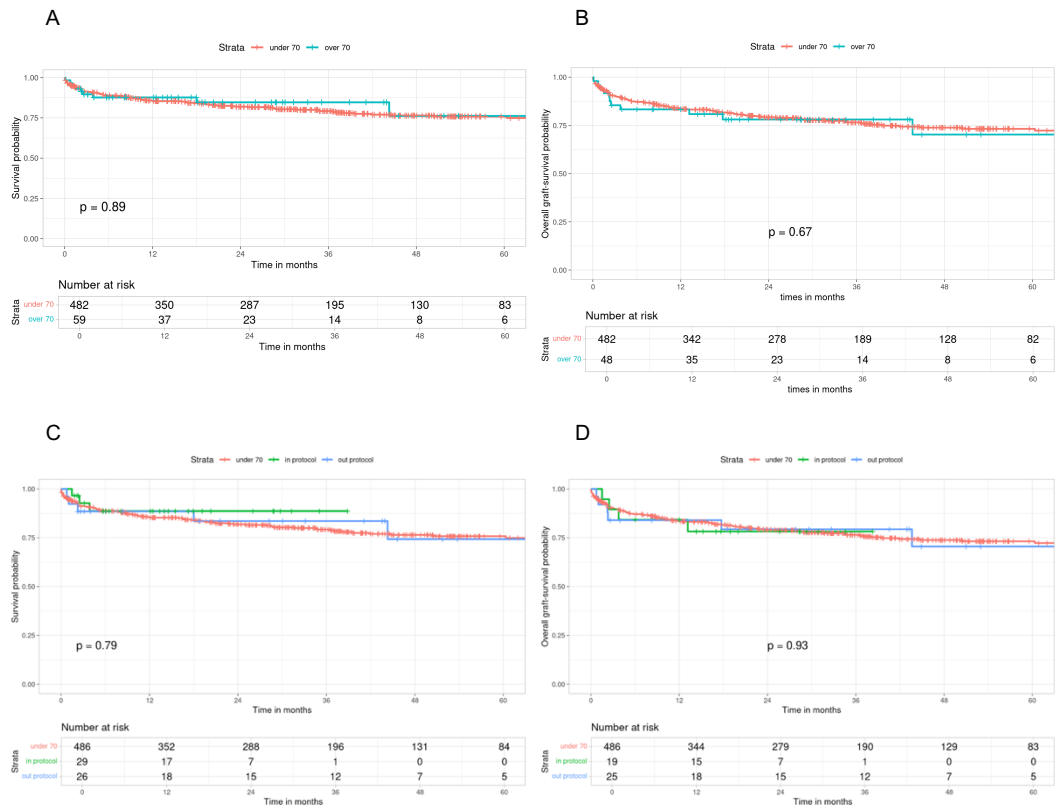 A
Strata under 70 over 70
1.00
0.75
0.50
0.25
0.00
Survival probability
p = 0.89
0 12 24 36 48 60
Time in months
Number at risk
Strata
under 70 482 350 287 195 130 83
over 70 59 37 23 14 8 6
0 12 24 36 48 60
Time in months
B
Strata under 70 over 70
1.00
0.75
0.50
0.25
0.00
Overall graft-survival probability
p = 0.67
0 12 24 36 48 60
times in months
Number at risk
Strata
under 70 482 342 278 189 128 82
over 70 48 35 23 14 8 6
0 12 24 36 48 60
times in months
C
Strata under 70 in protocol out protocol
1.00
0.75
0.50
0.25
0.00
Survival probability
p = 0.79
0 12 24 36 48 60
Time in months
Number at risk
Strata
under 70 486 352 288 196 131 84
in protocol 29 17 7 1 0 0
out protocol 26 18 15 12 7 5
0 12 24 36 48 60
Time in months
D
Strata under 70 in protocol out protocol
1.00
0.75
0.50
0.25
0.00
Overall graft-survival probability
p = 0.93
0 12 24 36 48 60
Time in months
Number at risk
Strata
under 70 486 344 279 190 129 83
in protocol 19 15 7 1 0 0
out protocol 25 18 15 12 7 5
0 12 24 36 48 60
Time in months